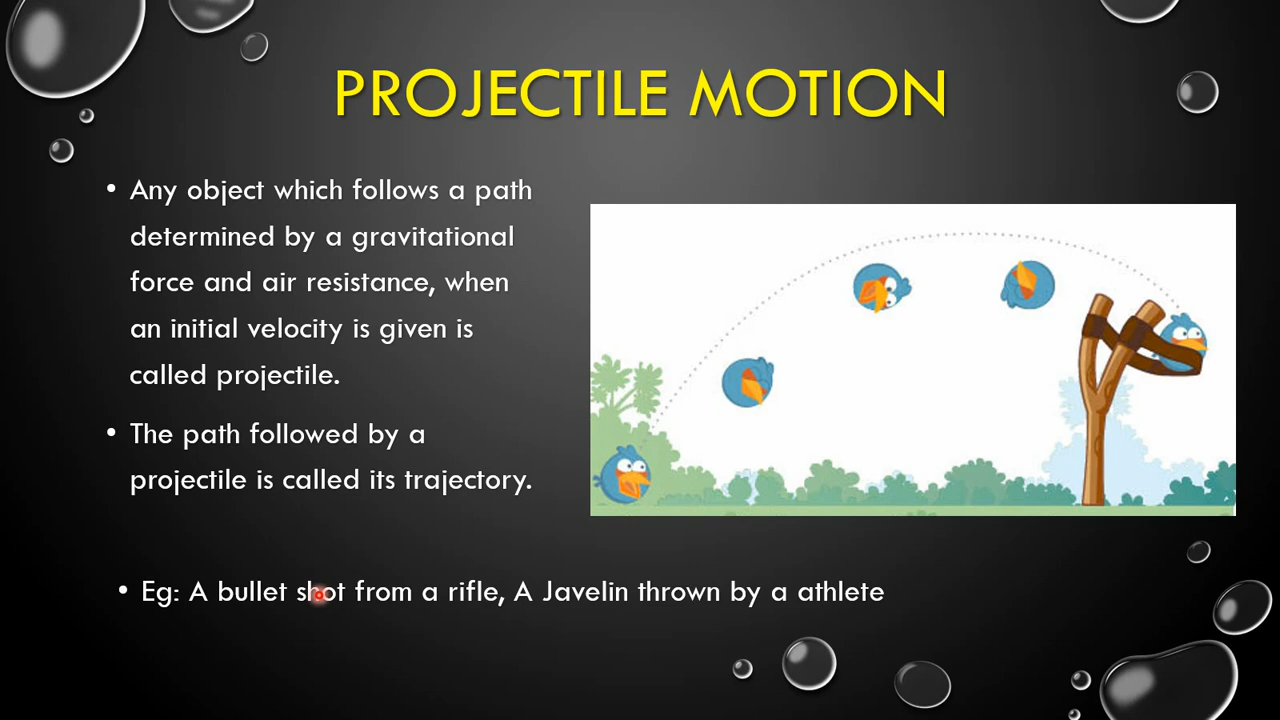 PROJECTILE MOTION
• Any object which follows a path
determined by a gravitational
force and air resistance, when
an initial velocity is given is
called projectile.
• The path followed by a
projectile is called its trajectory.
• Eg: A bullet shot from a rifle, A Javelin thrown by a athlete